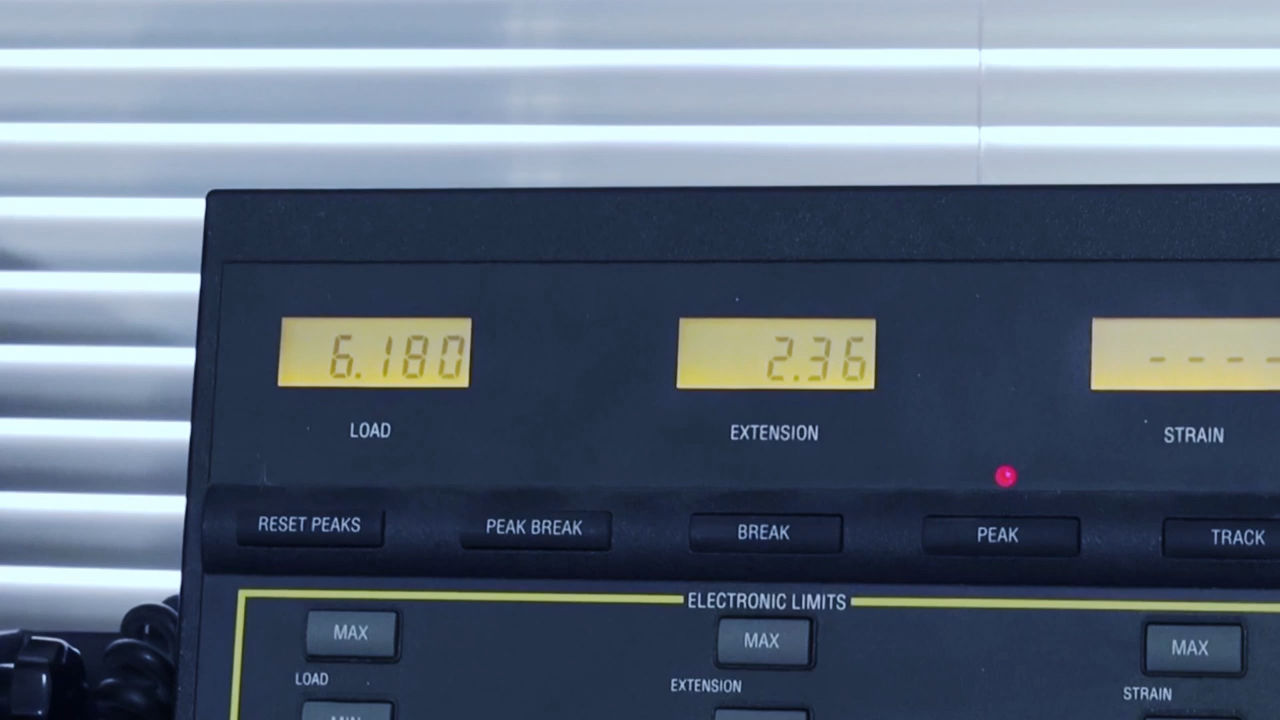 6.180 2.36 ----
LOAD EXTENSION STRAIN
RESET PEAKS PEAK BREAK BREAK PEAK TRACK
ELECTRONIC LIMITS
MAX MAX MAX
LOAD EXTENSION STRAIN
MIN